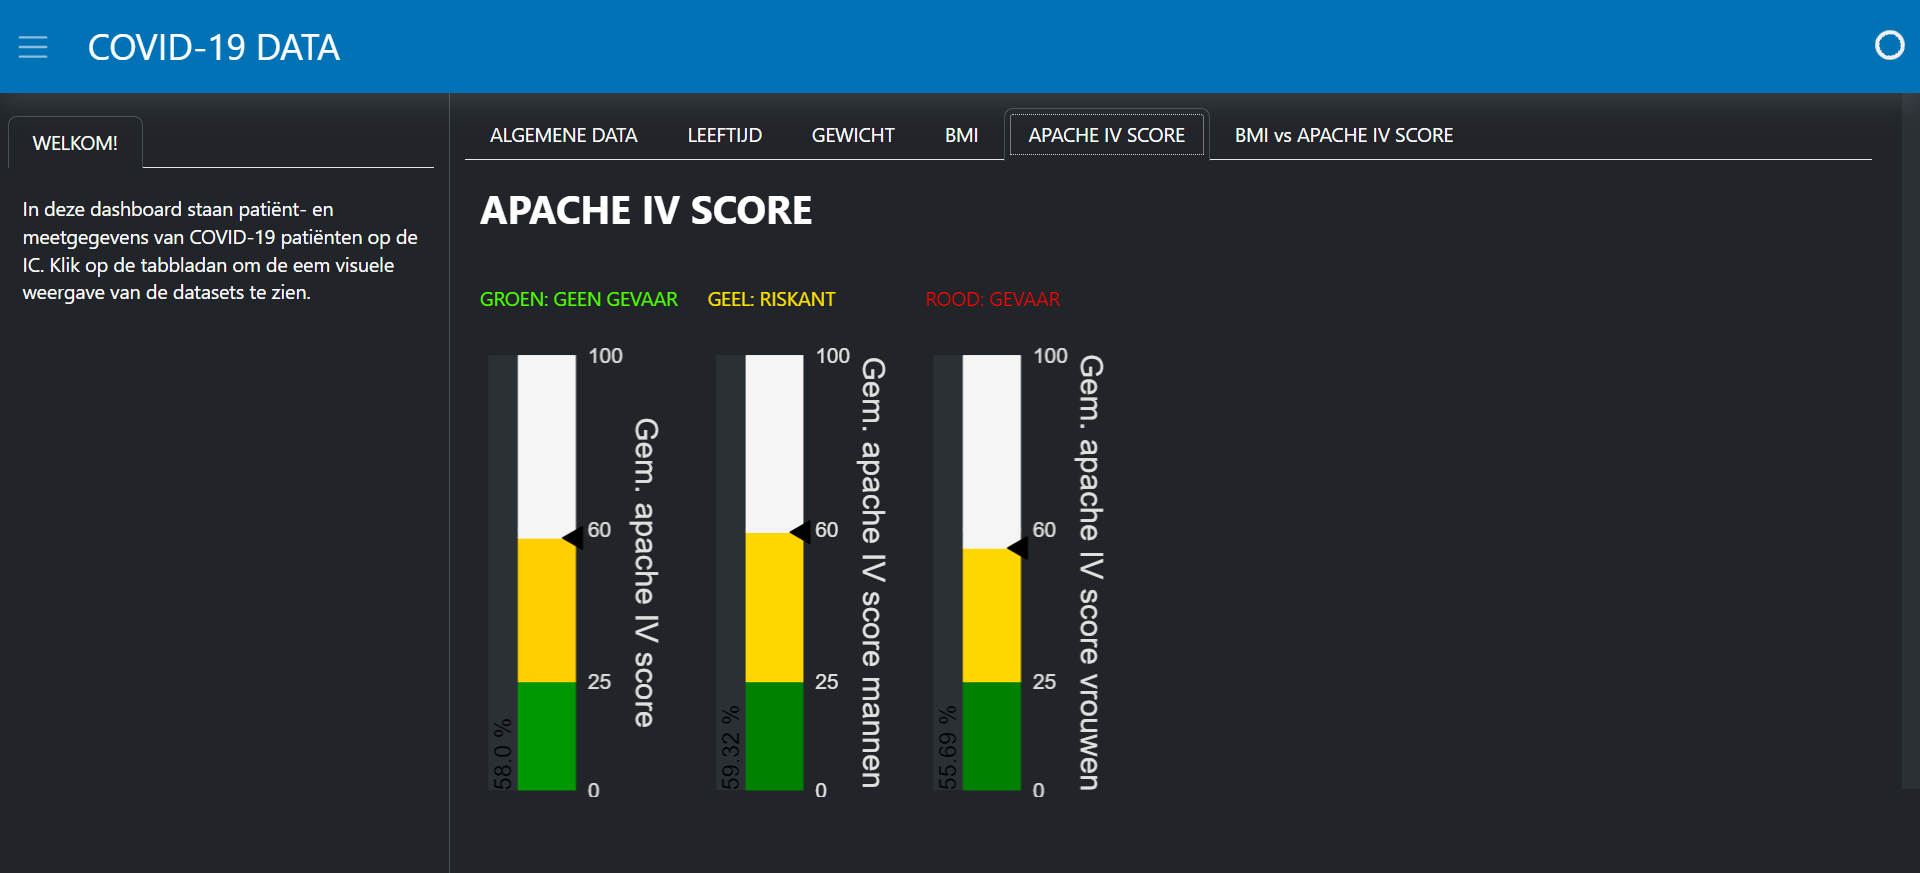 COVID-19 DATA
WELKOM!
In deze dashboard staan patiënt- en
meetgegevens van COVID-19 patiënten op de
IC. Klik op de tabbladan om de eem visuele
weergave van de datasets te zien.
ALGEMENE DATA
LEEFTIJD
GEWICHT
BMI
APACHE IV SCORE
BMI vs APACHE IV SCORE
APACHE IV SCORE
GROEN: GEEN GEVAAR
GEEL: RISKANT
ROOD: GEVAAR
100
60
25
0
58.0 %
Gem. apache IV score
100
60
25
0
59.32 %
Gem. apache IV score mannen
100
60
25
0
55.69 %
Gem. apache IV score vrouwen